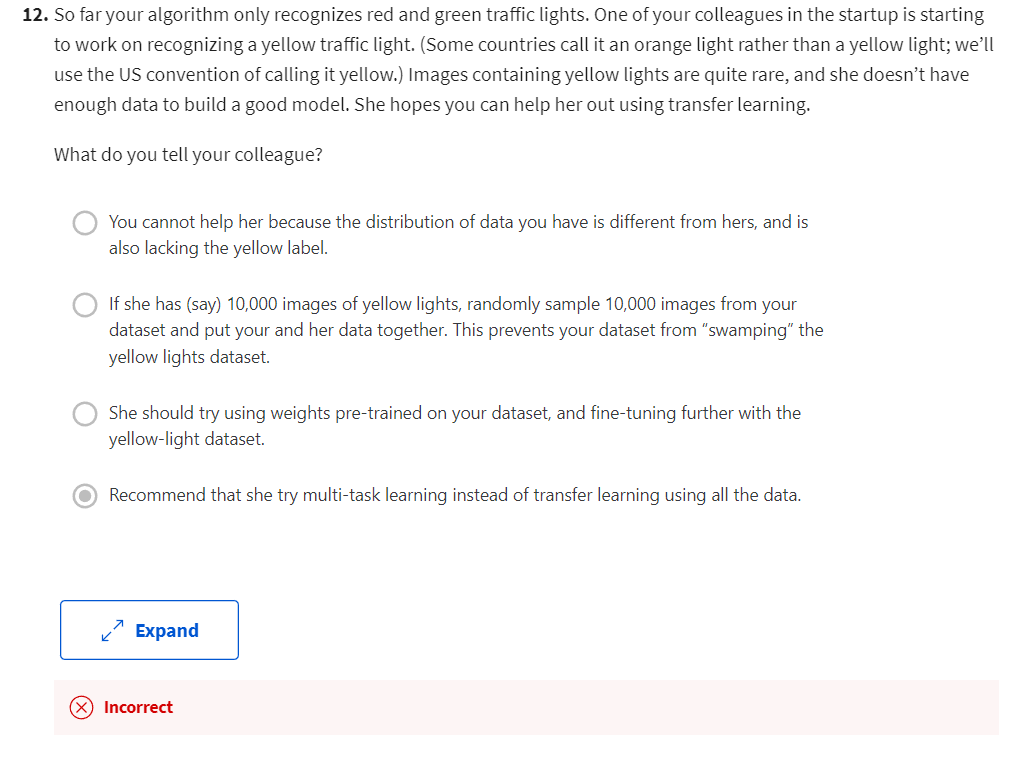 12. So far your algorithm only recognizes red and green traffic lights. One of your colleagues in the startup is starting
to work on recognizing a yellow traffic light. (Some countries call it an orange light rather than a yellow light; we’ll
use the US convention of calling it yellow.) Images containing yellow lights are quite rare, and she doesn’t have
enough data to build a good model. She hopes you can help her out using transfer learning.
What do you tell your colleague?
You cannot help her because the distribution of data you have is different from hers, and is
also lacking the yellow label.
If she has (say) 10,000 images of yellow lights, randomly sample 10,000 images from your
dataset and put your and her data together. This prevents your dataset from “swamping” the
yellow lights dataset.
She should try using weights pre-trained on your dataset, and fine-tuning further with the
yellow-light dataset.
Recommend that she try multi-task learning instead of transfer learning using all the data.
Expand
Incorrect